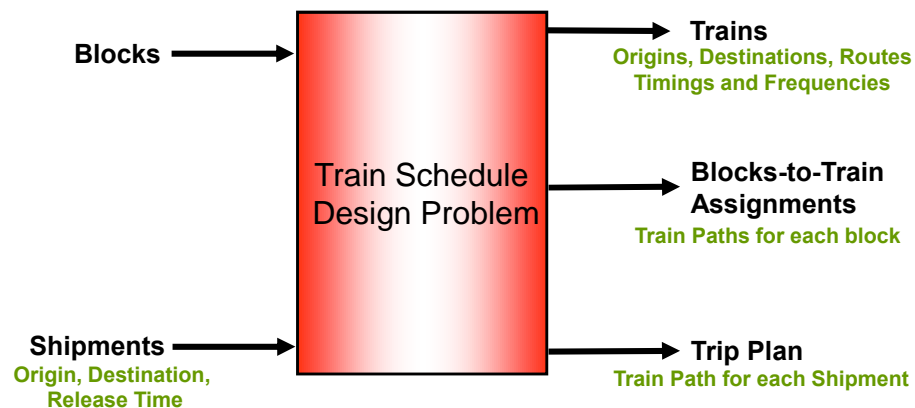 Blocks
Shipments
Origin, Destination,
Release Time
Train Schedule
Design Problem
Trains
Origins, Destinations, Routes
Timings and Frequencies
Blocks-to-Train
Assignments
Train Paths for each block
Trip Plan
Train Path for each Shipment